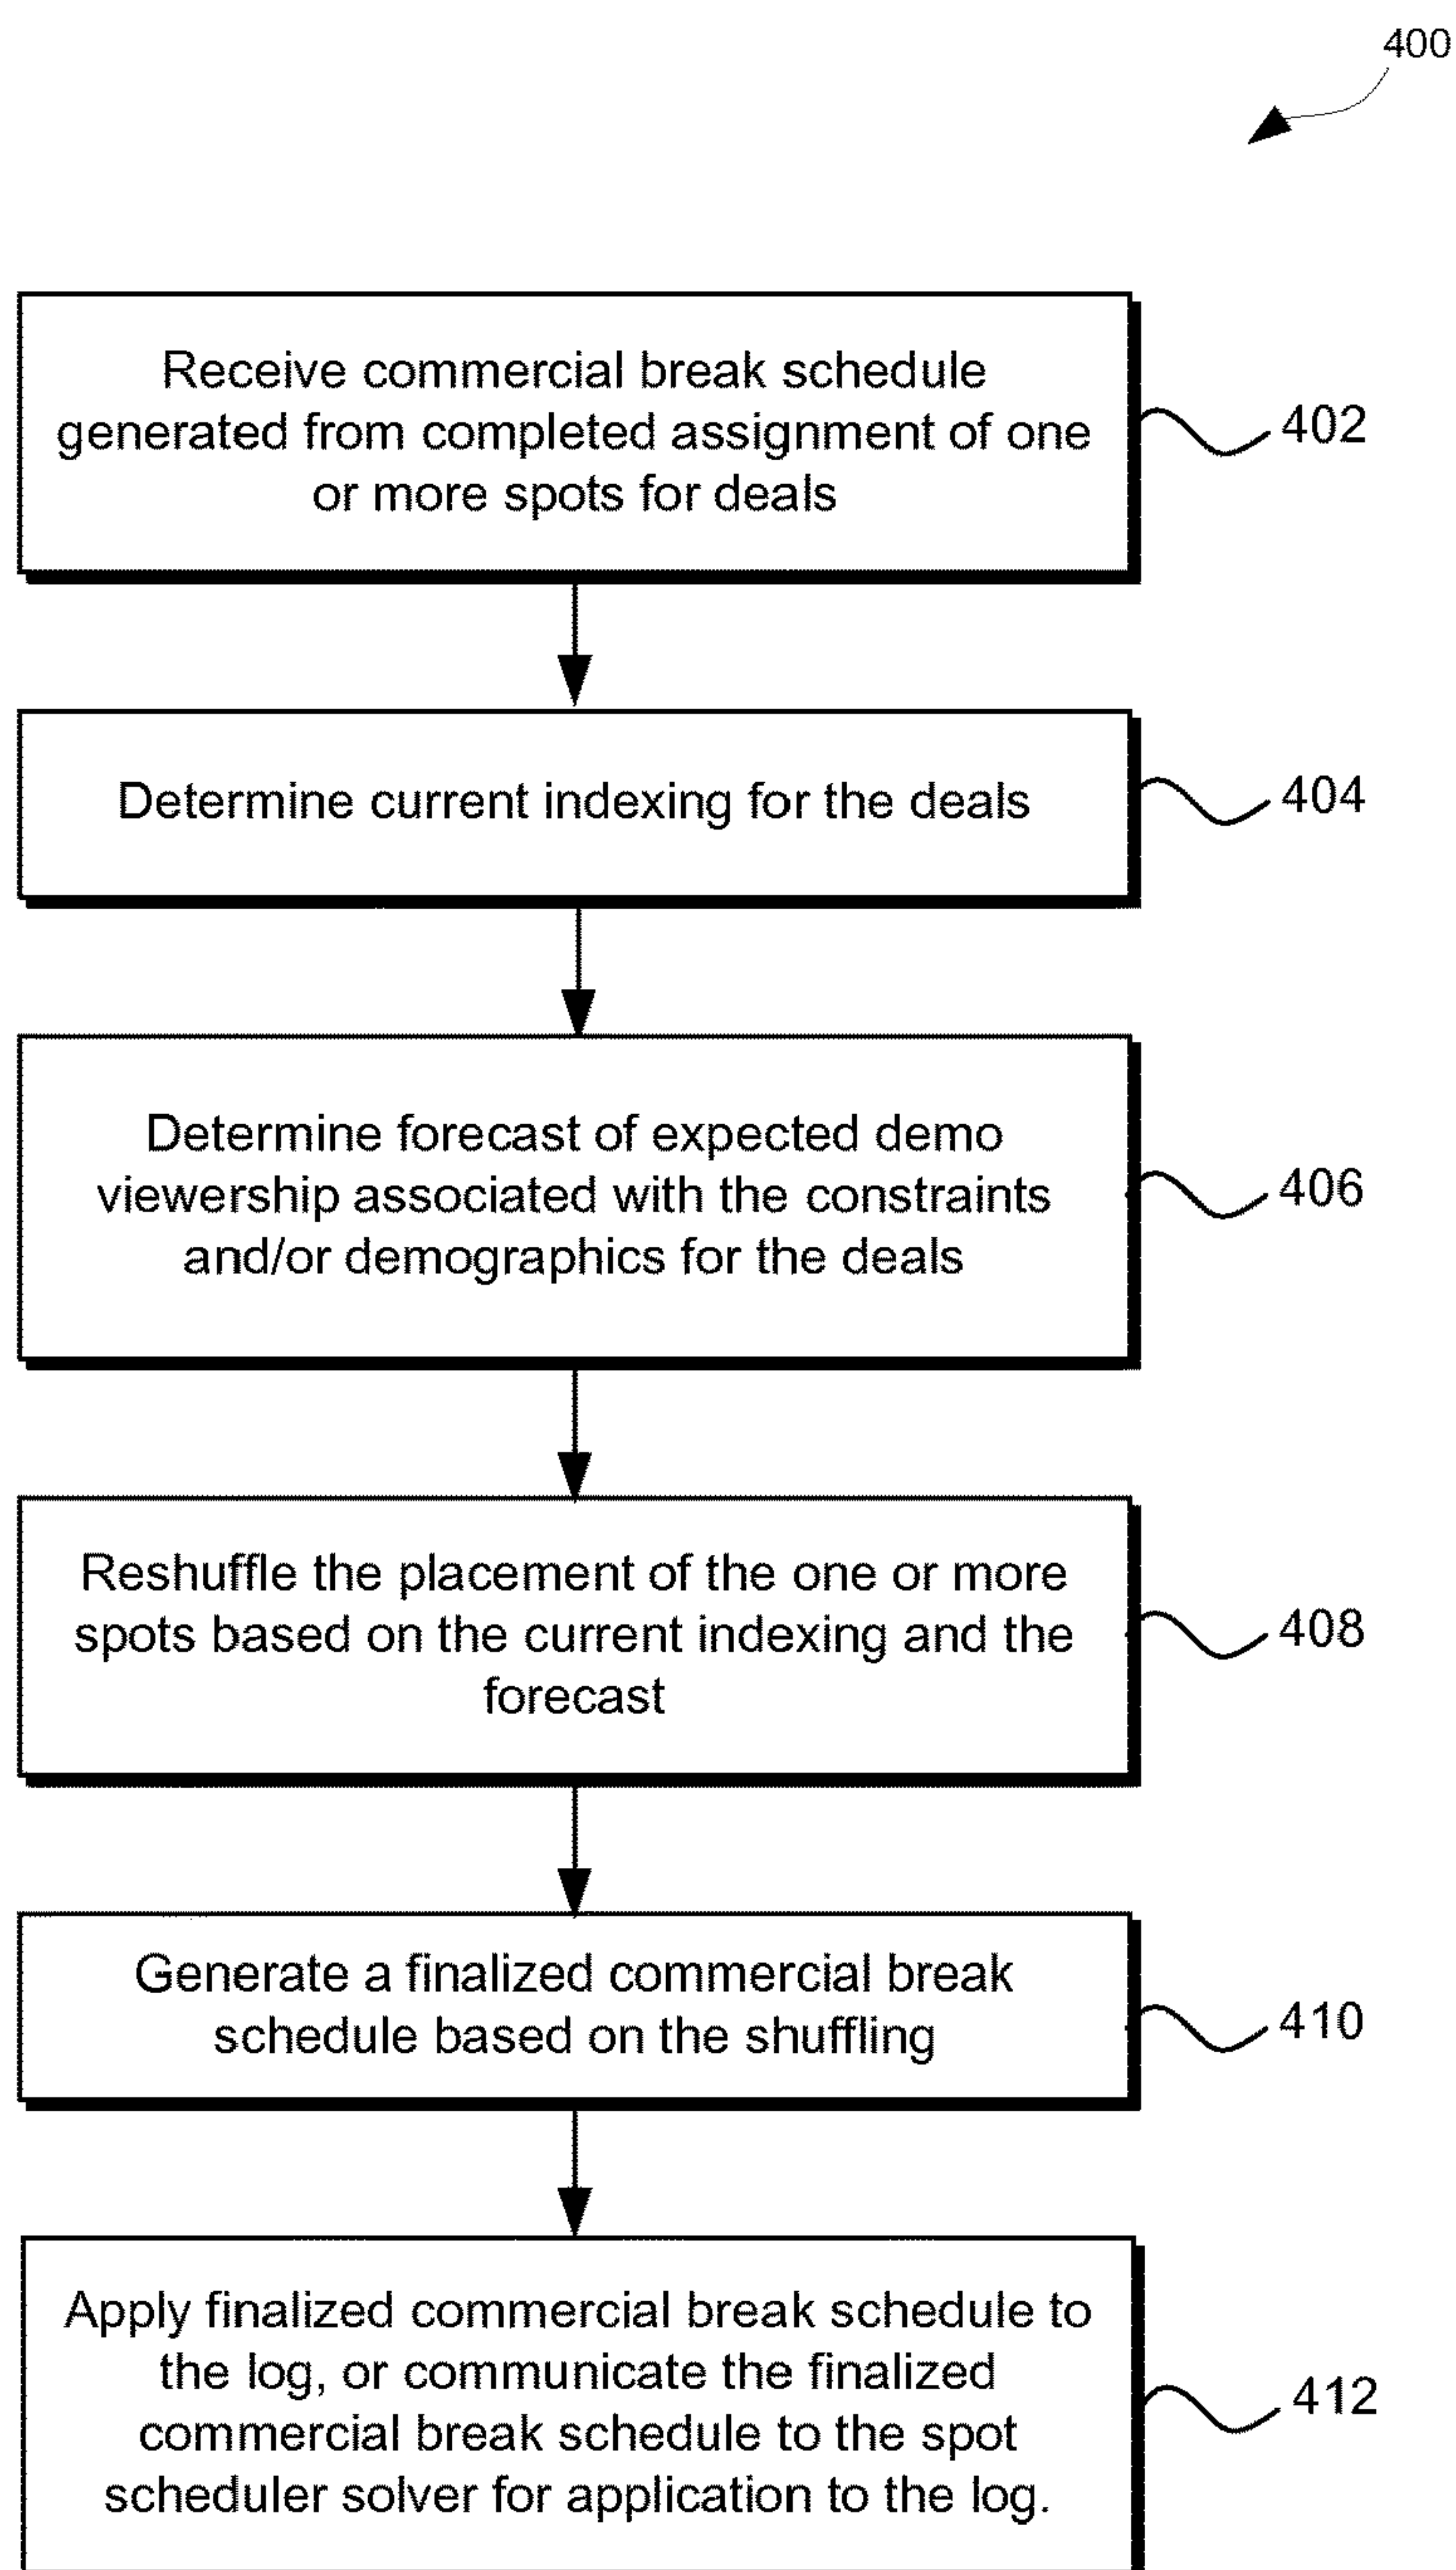 400
Receive commercial break schedule
generated from completed assignment of one
or more spots for deals
402
Determine current indexing for the deals
404
Determine forecast of expected demo
viewership associated with the constraints
and/or demographics for the deals
406
Reshuffle the placement of the one or more
spots based on the current indexing and the
forecast
408
Generate a finalized commercial break
schedule based on the shuffling
410
Apply finalized commercial break schedule to
the log, or communicate the finalized
commercial break schedule to the spot
scheduler solver for application to the log.
412